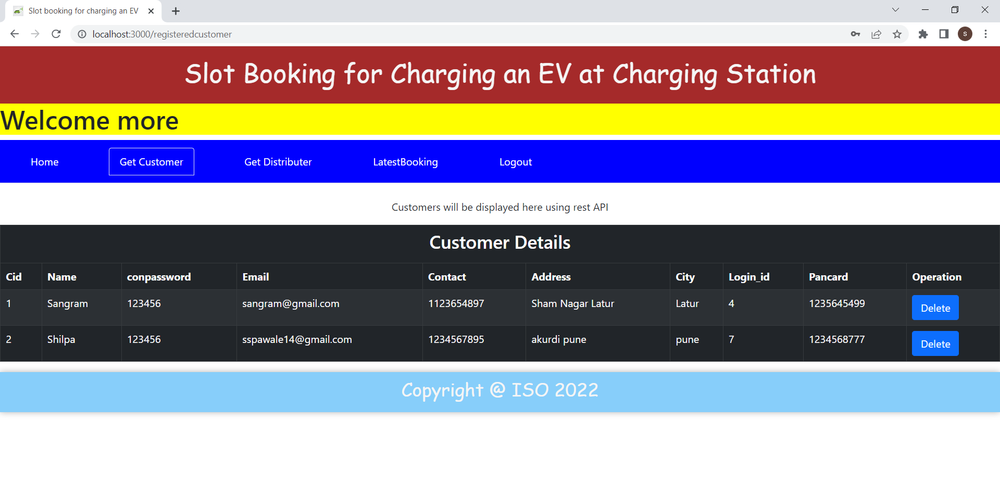 Slot booking for charging an EV
localhost:3000/registeredcustomer
S
Slot Booking for Charging an EV at Charging Station
Welcome more
Home Get Customer Get Distributer LatestBooking Logout
Customers will be displayed here using rest API
Customer Details
Cid Name conpassword Email Contact Address City Login_id Pancard Operation
1 Sangram 123456 sangram@gmail.com 1123654897 Sham Nagar Latur Latur 4 1235645499 Delete
2 Shilpa 123456 sspawale14@gmail.com 1234567895 akurdi pune pune 7 1234568777 Delete
Copyright @ ISO 2022